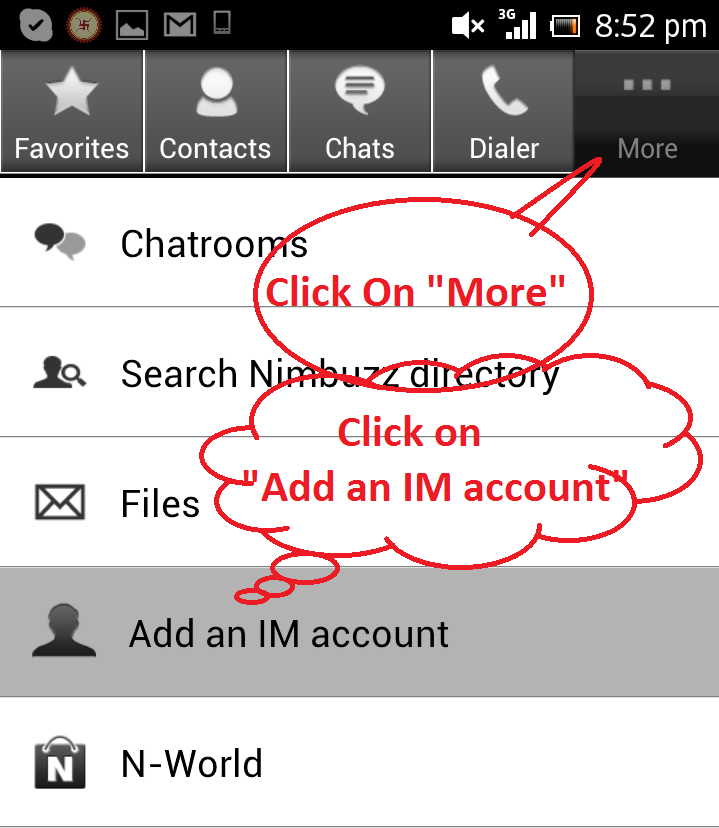 3G 8:52 pm
Favorites Contacts Chats Dialer More
Chatrooms
Click On "More"
Search Nimbuzz directory
Click on
"Add an IM account"
Files
Add an IM account
N-World